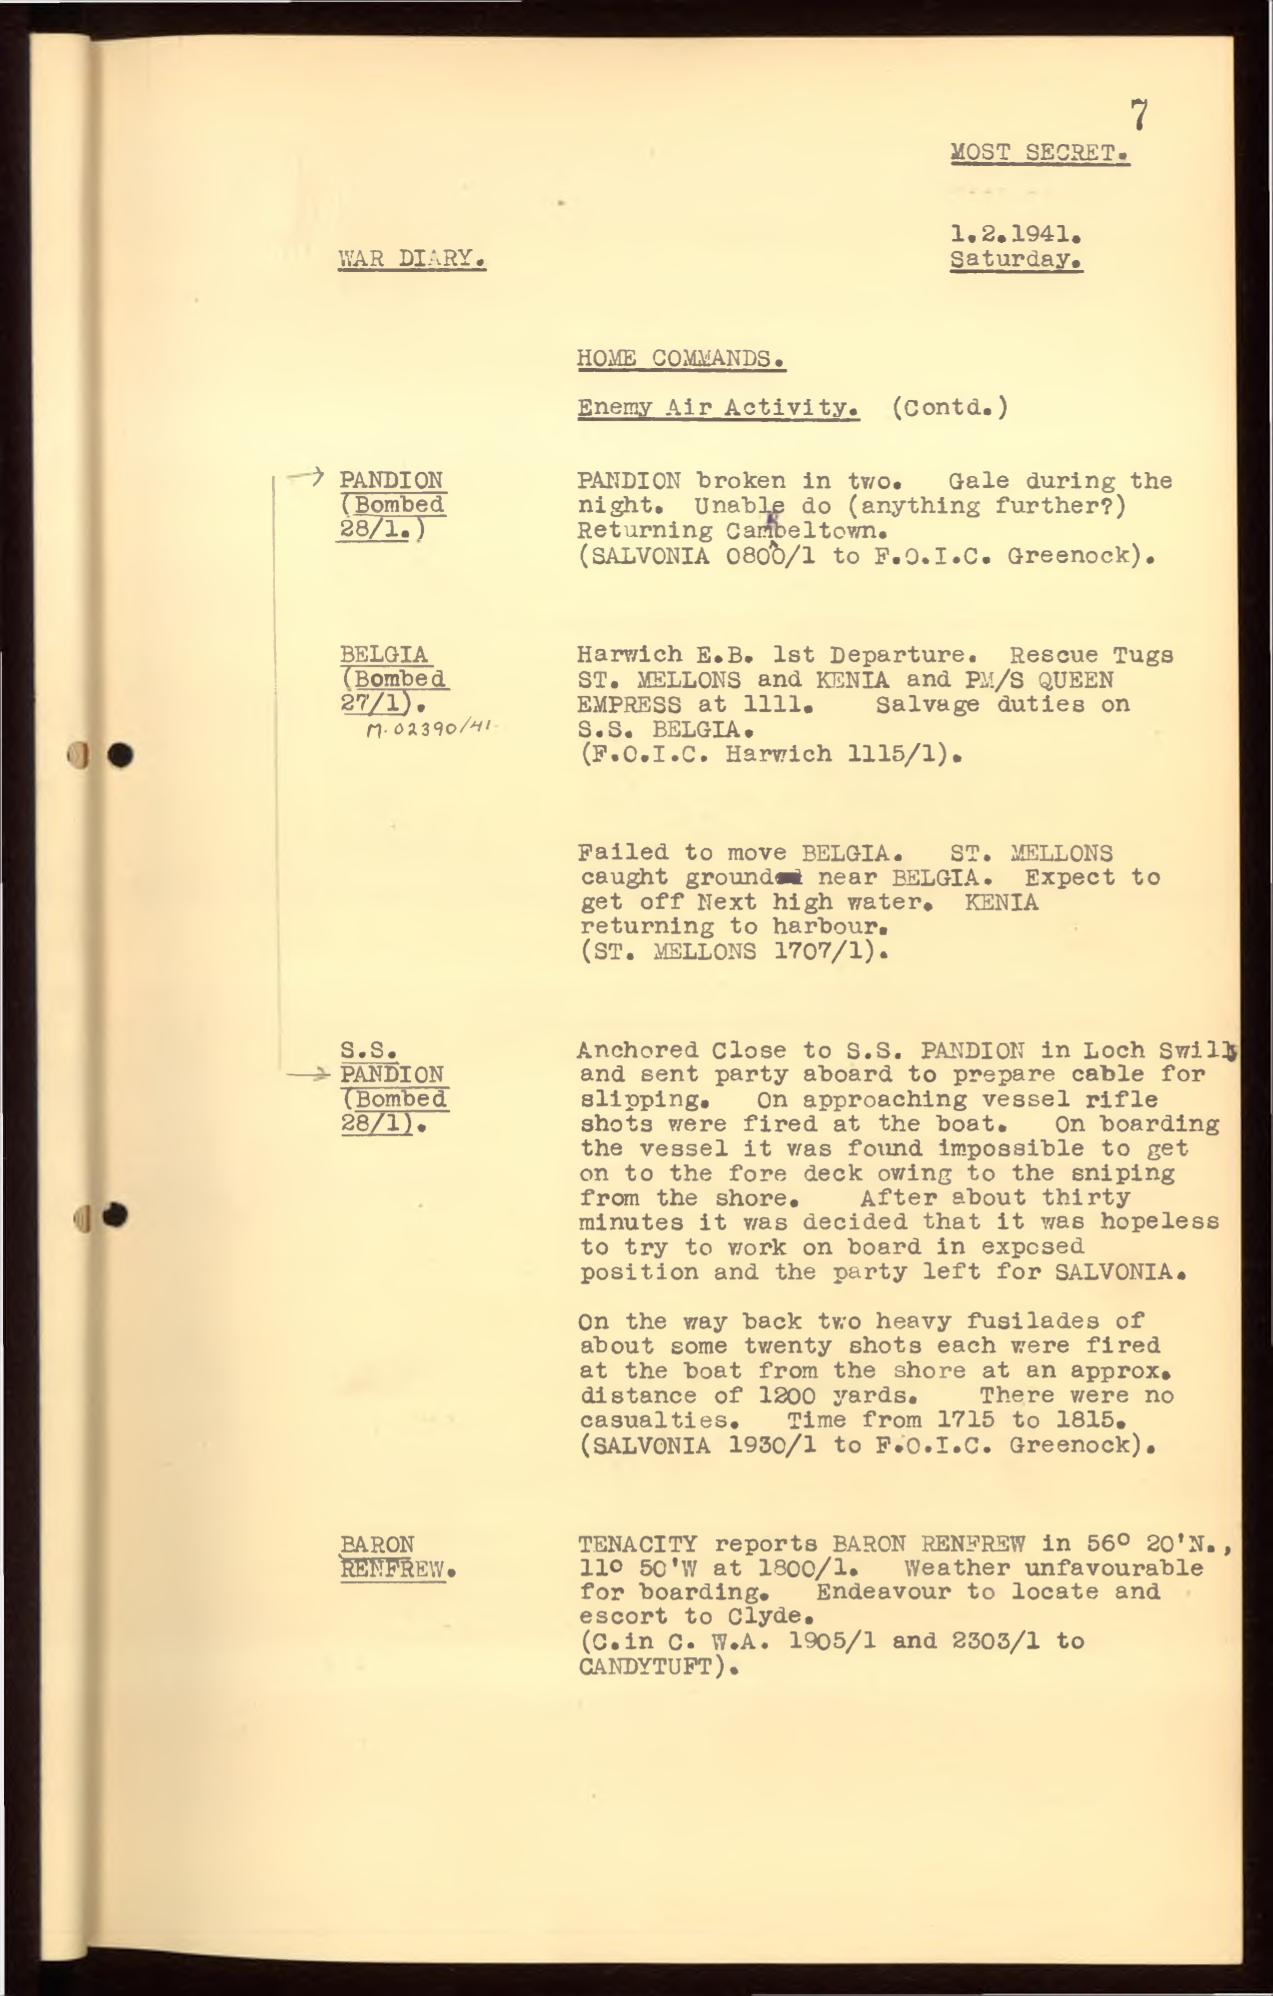 7
MOST SECRET.
1.2.1941.
WAR DIARY.
Saturday.
HOME COMMANDS.
Enemy Air Activity. (Contd.)
PANDION
(Bombed
28/1.)
PANDION broken in two. Gale during the
night. Unable do (anything further?)
Returning Cambeltown.
(SALVONIA 0800/1 to F.O.I.C. Greenock).
BELGIA
(Bombed
27/1).
M.02390/41.
Harwich E.B. 1st Departure. Rescue Tugs
ST. MELLONS and KENIA and PM/S QUEEN
EMPRESS at 1111. Salvage duties on
S.S. BELGIA.
(F.O.I.C. Harwich 1115/1).
Failed to move BELGIA. ST. MELLONS
caught ground near BELGIA. Expect to
get off Next high water. KENIA
returning to harbour.
(ST. MELLONS 1707/1).
S.S.
PANDION
(Bombed
28/1).
Anchored Close to S.S. PANDION in Loch Swilly
and sent party aboard to prepare cable for
slipping. On approaching vessel rifle
shots were fired at the boat. On boarding
the vessel it was found impossible to get
on to the fore deck owing to the sniping
from the shore. After about thirty
minutes it was decided that it was hopeless
to try to work on board in exposed
position and the party left for SALVONIA.
On the way back two heavy fusilades of
about some twenty shots each were fired
at the boat from the shore at an approx.
distance of 1200 yards. There were no
casualties. Time from 1715 to 1815.
(SALVONIA 1930/1 to F.O.I.C. Greenock).
BARON
RENFREW.
TENACITY reports BARON RENFREW in 56° 20'N.,
11° 50'W at 1800/1. Weather unfavourable
for boarding. Endeavour to locate and
escort to Clyde.
(C.in C. W.A. 1905/1 and 2303/1 to
CANDYTUFT).